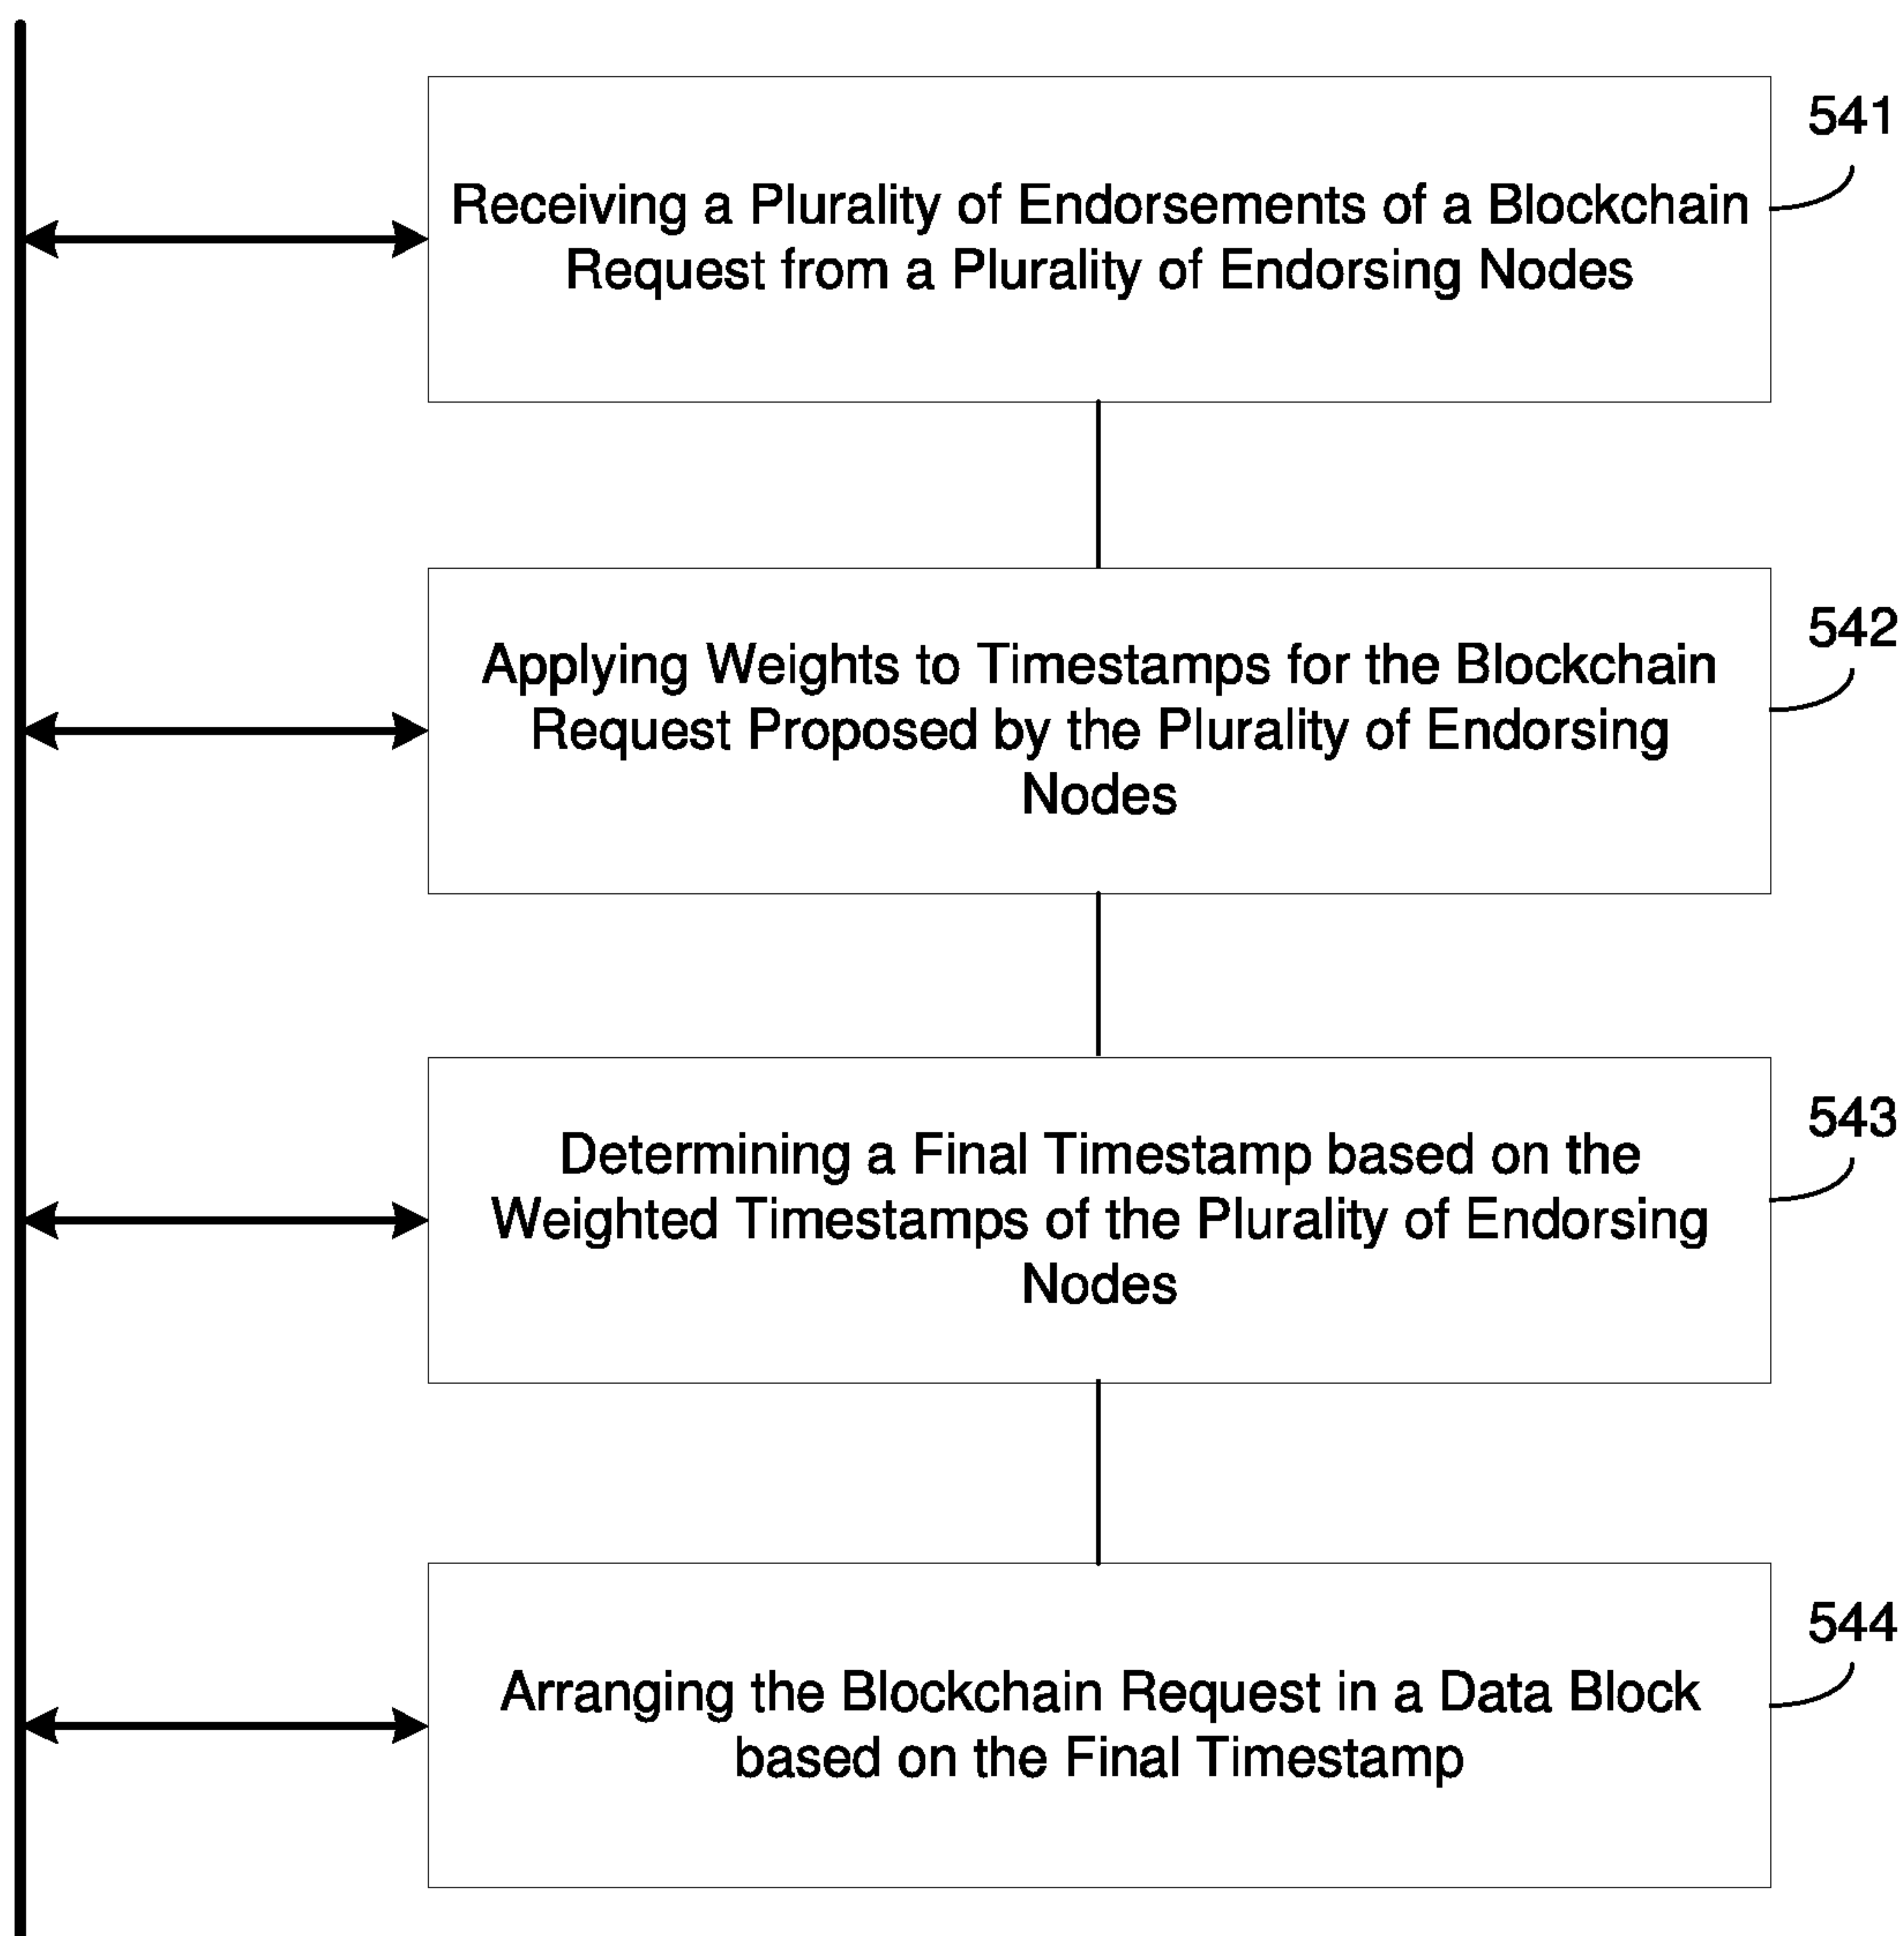 541
Receiving a Plurality of Endorsements of a Blockchain
Request from a Plurality of Endorsing Nodes
542
Applying Weights to Timestamps for the Blockchain
Request Proposed by the Plurality of Endorsing
Nodes
543
Determining a Final Timestamp based on the
Weighted Timestamps of the Plurality of Endorsing
Nodes
544
Arranging the Blockchain Request in a Data Block
based on the Final Timestamp